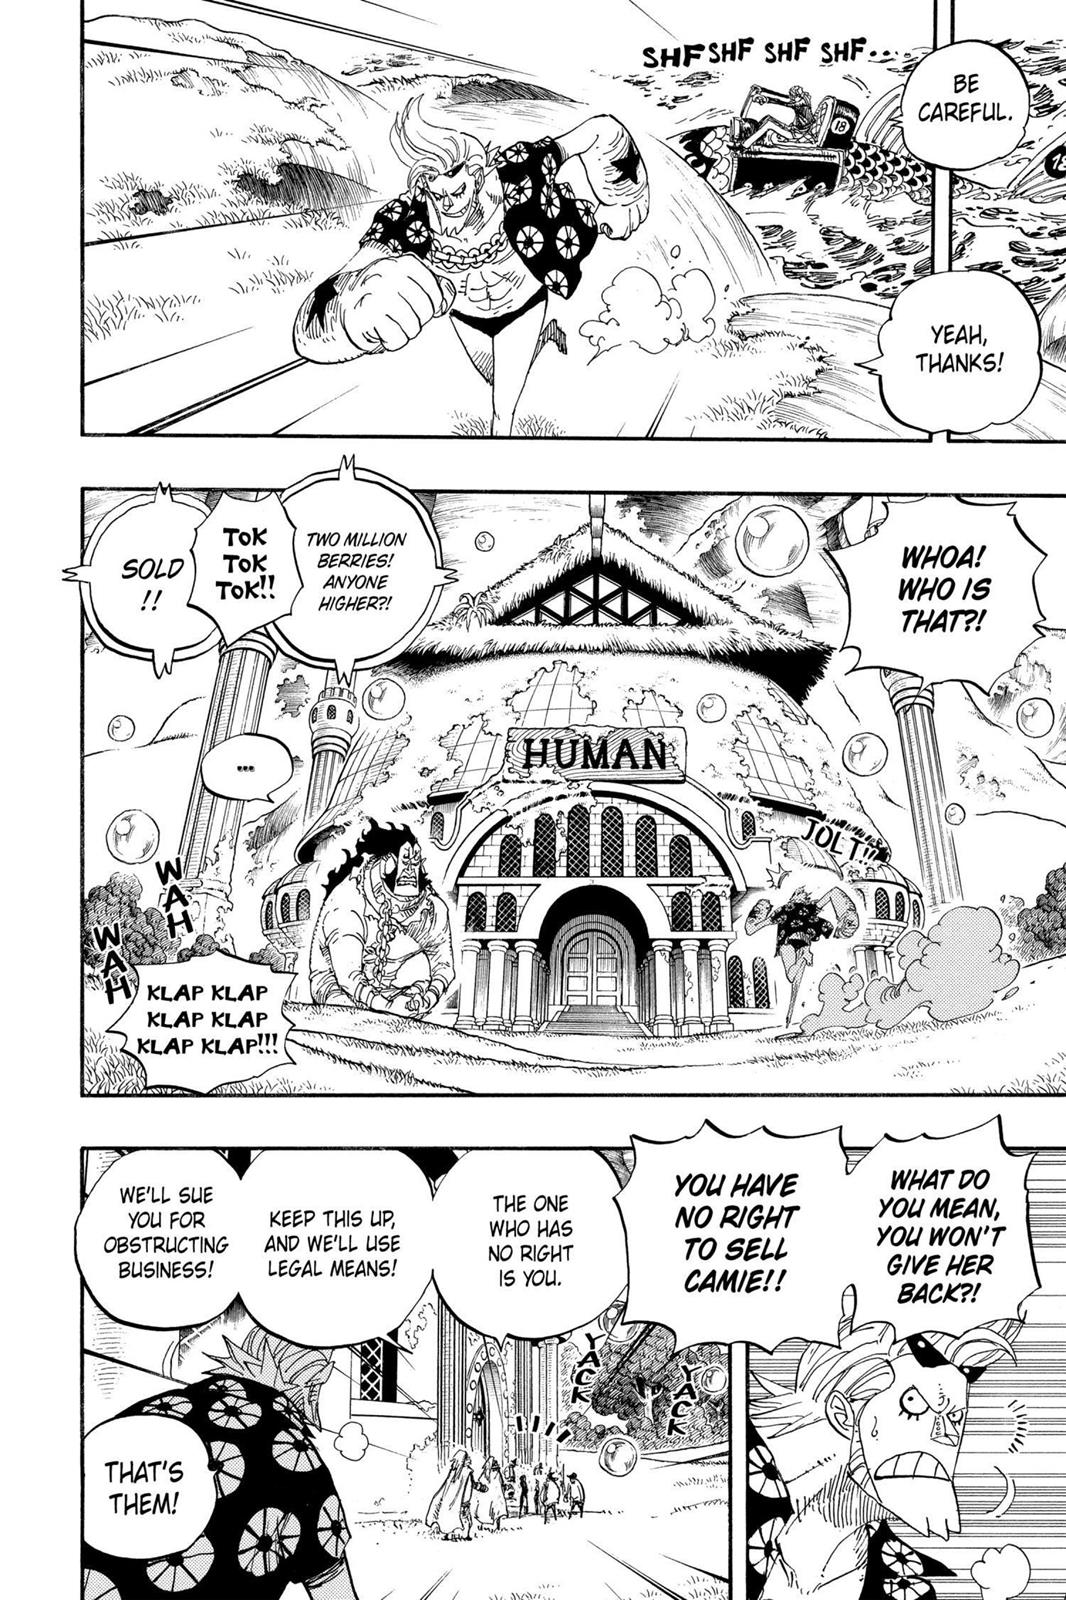 BE
CAREFUL.
SHF SHF SHF SHF...
18
18
YEAH,
THANKS!
WHOA!
WHO IS
THAT?!
TWO MILLION
BERRIES!
ANYONE
HIGHER?!
TOK
TOK
TOK!!
SOLD
!!
HUMAN
JOLT!!
...
WAH
WAH
KLAP KLAP
KLAP KLAP
KLAP KLAP!!!
WHAT DO
YOU MEAN,
YOU WON'T
GIVE HER
BACK?!
YOU HAVE
NO RIGHT
TO SELL
CAMIE!!
THE ONE
WHO HAS
NO RIGHT
IS YOU.
KEEP THIS UP,
AND WE'LL USE
LEGAL MEANS!
WE'LL SUE
YOU FOR
OBSTRUCTING
BUSINESS!
YACK
YACK
THAT'S
THEM!